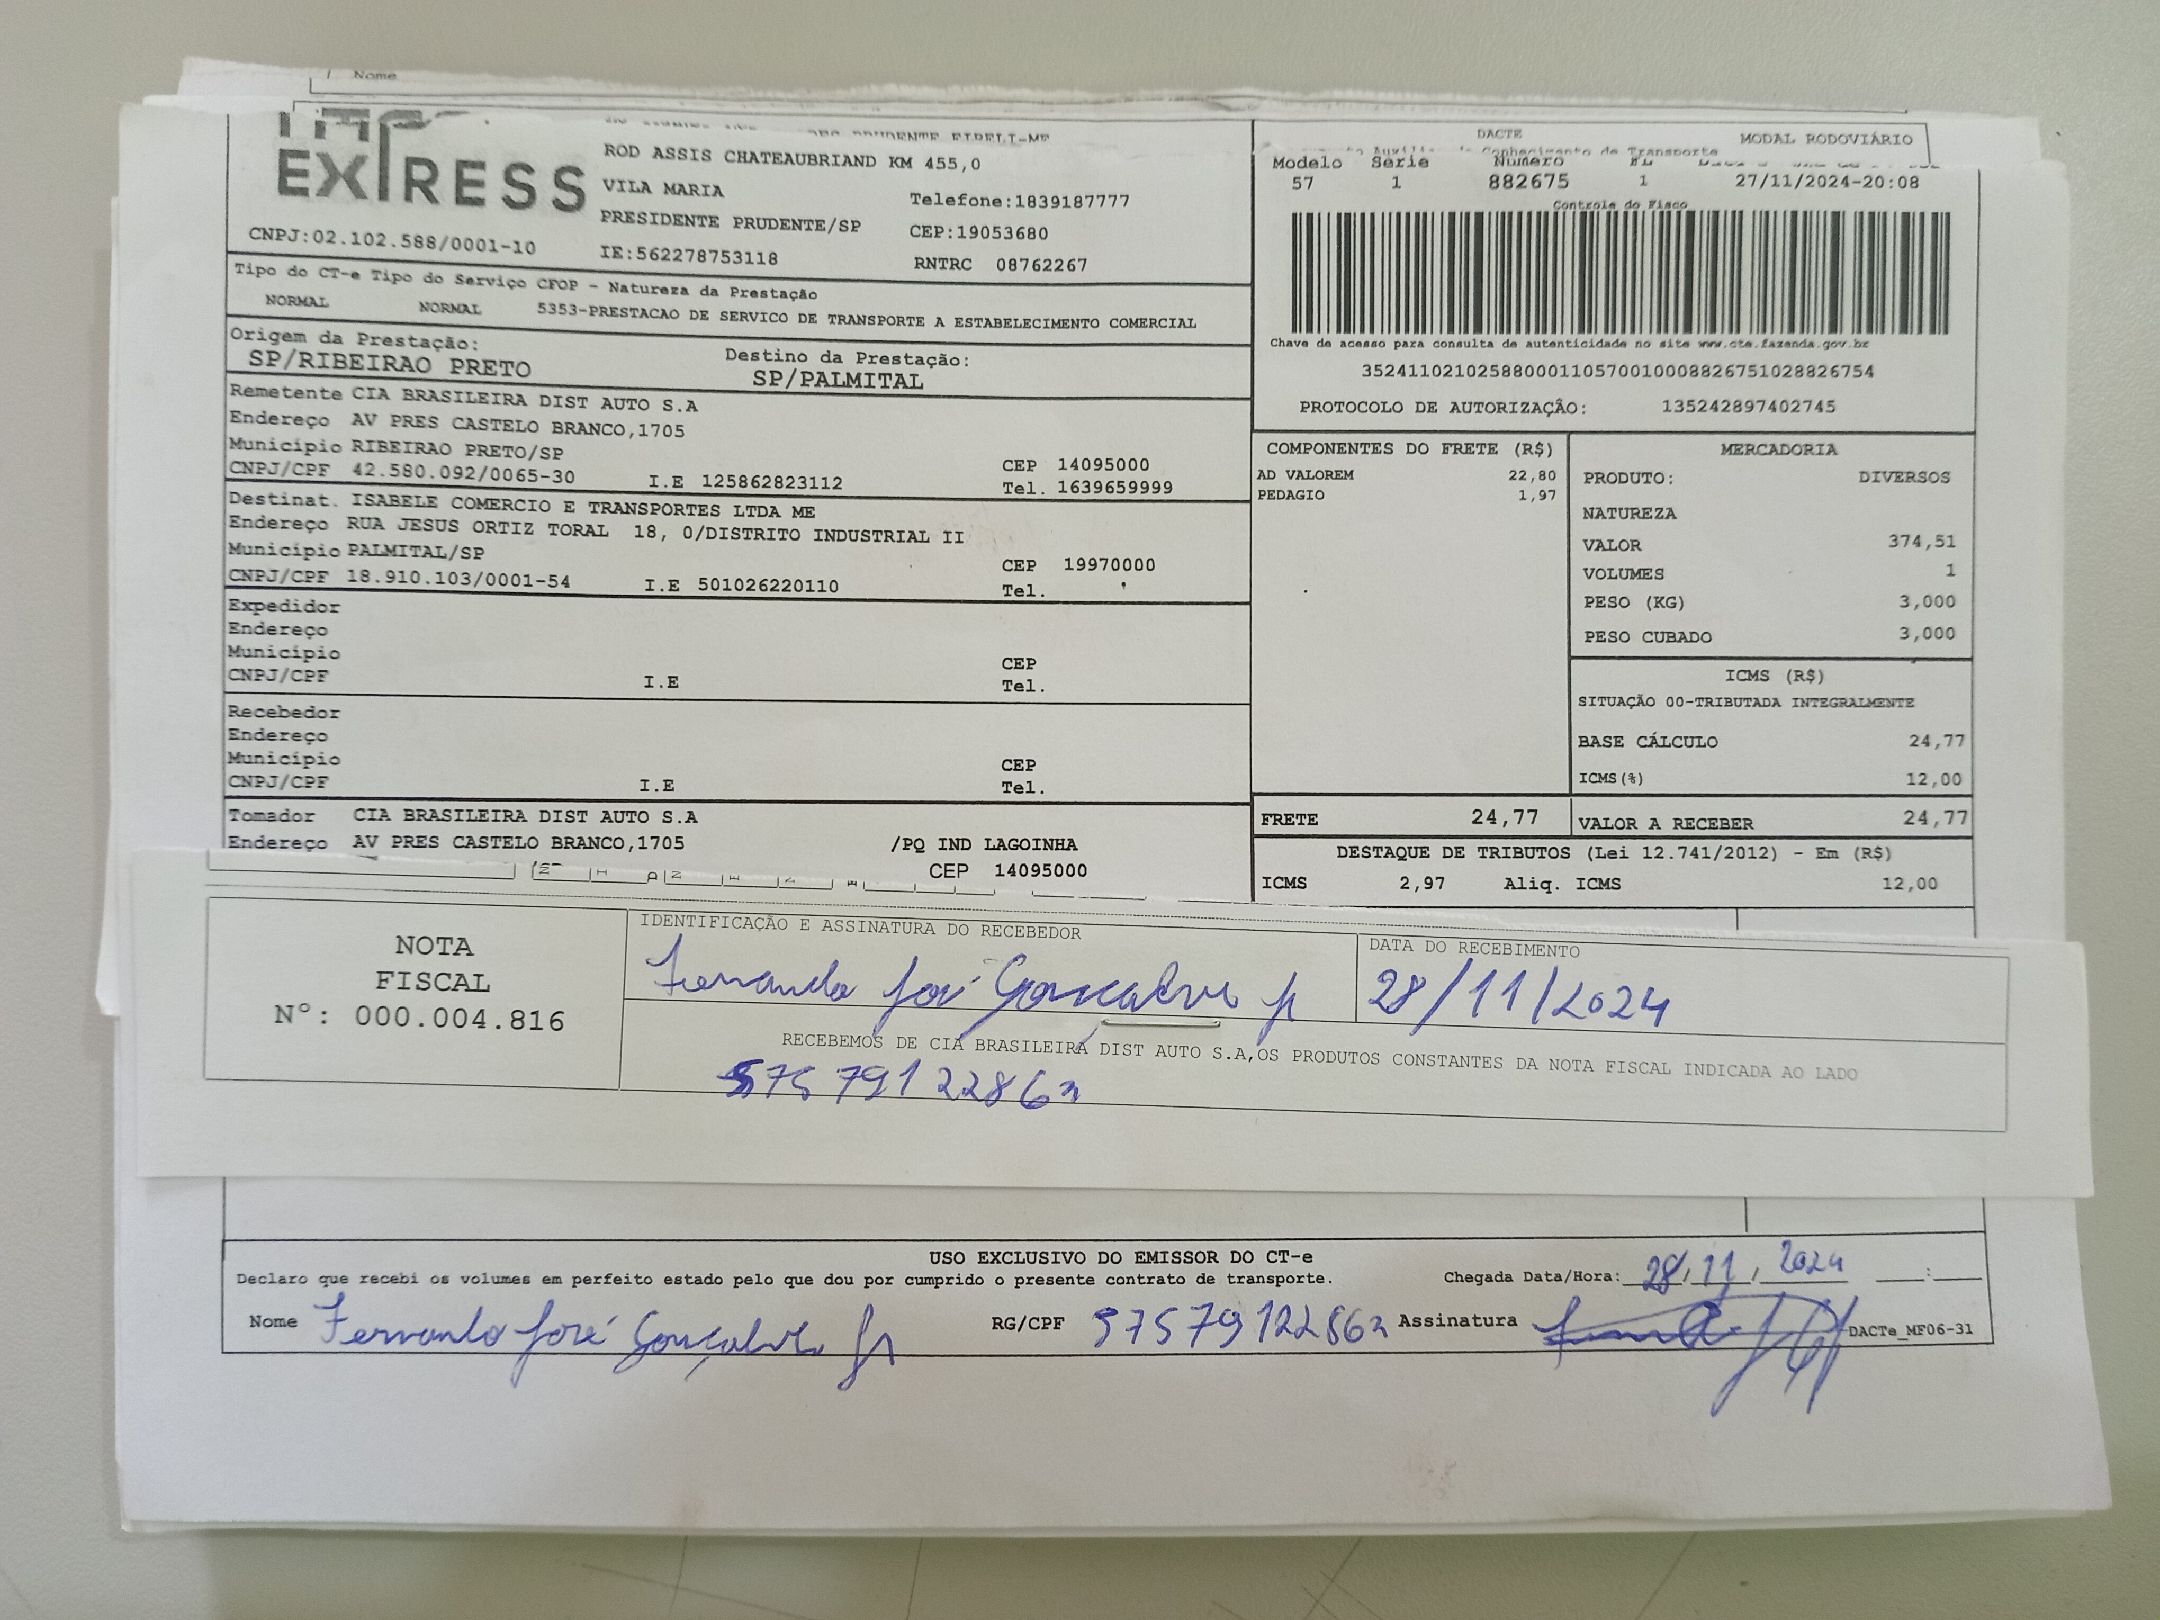 Nome
EXPRESS
ROD ASSIS CHATEAUBRIAND KM 455,0
VILA MARIA
Telefone:1839187777
PRESIDENTE PRUDENTE/SP
CEP:19053680
CNPJ:02.102.588/0001-10
IE:562278753118
RNTRC 08762267
Tipo do CT-e Tipo do Serviço CFOP - Natureza da Prestação
NORMAL NORMAL 5353-PRESTACAO DE SERVICO DE TRANSPORTE A ESTABELECIMENTO COMERCIAL
Origem da Prestação:
SP/RIBEIRAO PRETO
Destino da Prestação:
SP/PALMITAL
Remetente CIA BRASILEIRA DIST AUTO S.A
Endereço AV PRES CASTELO BRANCO,1705
Município RIBEIRAO PRETO/SP CEP 14095000
CNPJ/CPF 42.580.092/0065-30 I.E 125862823112 Tel. 1639659999
Destinat. ISABELE COMERCIO E TRANSPORTES LTDA ME
Endereço RUA JESUS ORTIZ TORAL 18, 0/DISTRITO INDUSTRIAL II
Município PALMITAL/SP CEP 19970000
CNPJ/CPF 18.910.103/0001-54 I.E 501026220110 Tel.
Expedidor
Endereço
Município CEP
CNPJ/CPF I.E Tel.
Recebedor
Endereço
Município CEP
CNPJ/CPF I.E Tel.
Tomador CIA BRASILEIRA DIST AUTO S.A
Endereço AV PRES CASTELO BRANCO,1705 /PQ IND LAGOINHA
CEP 14095000
DACTE
MODAL RODOVIÁRIO
Conhecimento de Transporte
Modelo Serie Número
57 1 882675 1 27/11/2024-20:08
Controle do Fisco
Chave de acesso para consulta de autenticidade no site www.cte.fazenda.gov.br
35241102102588000110570010008826751028826754
PROTOCOLO DE AUTORIZAÇÃO: 135242897402745
COMPONENTES DO FRETE (R$)
AD VALOREM 22,80
PEDAGIO 1,97
MERCADORIA
PRODUTO: DIVERSOS
NATUREZA
VALOR 374,51
VOLUMES 1
PESO (KG) 3,000
PESO CUBADO 3,000
ICMS (R$)
SITUAÇÃO 00-TRIBUTADA INTEGRALMENTE
BASE CÁLCULO 24,77
ICMS(%) 12,00
FRETE 24,77 VALOR A RECEBER 24,77
DESTAQUE DE TRIBUTOS (Lei 12.741/2012) - Em (R$)
ICMS 2,97 Aliq. ICMS 12,00
NOTA
FISCAL
N°: 000.004.816
IDENTIFICAÇÃO E ASSINATURA DO RECEBEDOR
Fernando José Gonçalves Jr
DATA DO RECEBIMENTO
28/11/2024
RECEBEMOS DE CIA BRASILEIRA DIST AUTO S.A,OS PRODUTOS CONSTANTES DA NOTA FISCAL INDICADA AO LADO
USO EXCLUSIVO DO EMISSOR DO CT-e
Declaro que recebi os volumes em perfeito estado pelo que dou por cumprido o presente contrato de transporte.
Chegada Data/Hora: 28/11/2024 :
Nome Fernando José Gonçalves Jr RG/CPF Assinatura
DACTe_MF06-31